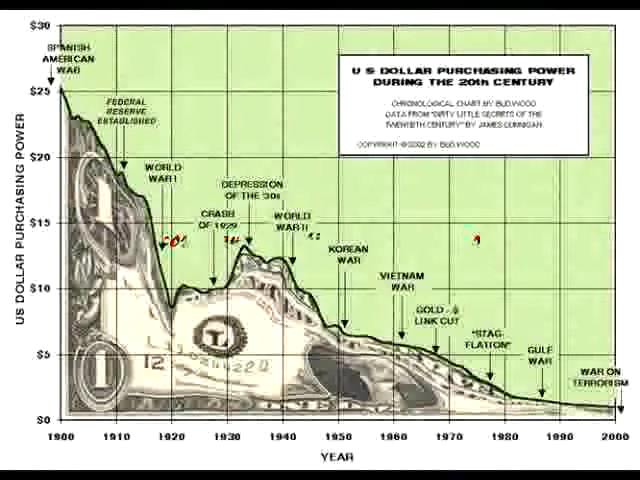 $30
SPANISH
AMERICAN
WAR
$25
FEDERAL
RESERVE
ESTABLISHED
U S DOLLAR PURCHASING POWER
DURING THE 20th CENTURY
CHRONOLOGICAL CHART BY BUD WOOD
DATA FROM "DIRTY LITTLE SECRETS OF THE
TWENTIETH CENTURY" BY JAMES DUNNIGAN
COPYRIGHT © 2002 BY BUD WOOD
$20
WORLD
WAR I
DEPRESSION
OF THE '30s
$15
CRASH
OF 1929
WORLD
WAR II
KOREAN
WAR
VIETNAM
WAR
$10
GOLD - $
LINK CUT
"STAG-
FLATION"
GULF
WAR
WAR ON
TERRORISM
$5
$0
1
1
12
US DOLLAR PURCHASING POWER
1900 1910 1920 1930 1940 1950 1960 1970 1980 1990 2000
YEAR